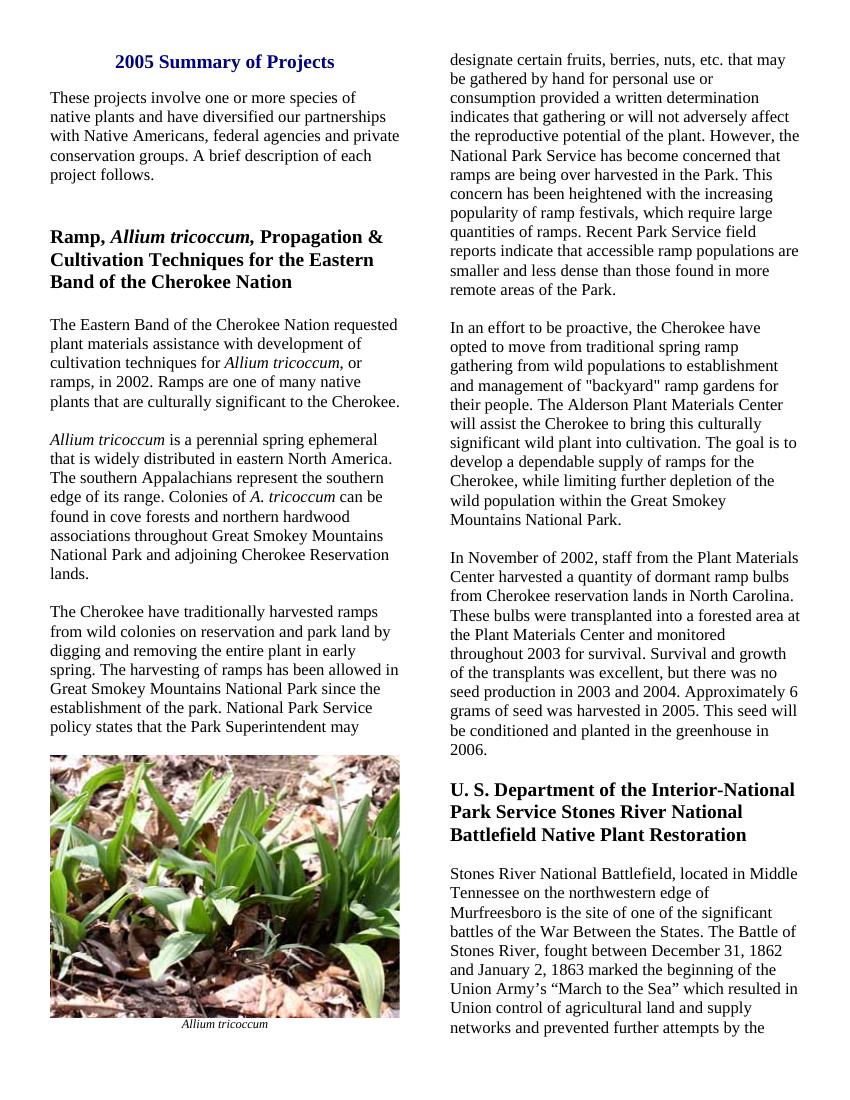 2005 Summary of Projects
These projects involve one or more species of
native plants and have diversified our partnerships
with Native Americans, federal agencies and private
conservation groups. A brief description of each
project follows.
Ramp, Allium tricoccum, Propagation &
Cultivation Techniques for the Eastern
Band of the Cherokee Nation
The Eastern Band of the Cherokee Nation requested
plant materials assistance with development of
cultivation techniques for Allium tricoccum, or
ramps, in 2002. Ramps are one of many native
plants that are culturally significant to the Cherokee.
Allium tricoccum is a perennial spring ephemeral
that is widely distributed in eastern North America.
The southern Appalachians represent the southern
edge of its range. Colonies of A. tricoccum can be
found in cove forests and northern hardwood
associations throughout Great Smokey Mountains
National Park and adjoining Cherokee Reservation
lands.
The Cherokee have traditionally harvested ramps
from wild colonies on reservation and park land by
digging and removing the entire plant in early
spring. The harvesting of ramps has been allowed in
Great Smokey Mountains National Park since the
establishment of the park. National Park Service
policy states that the Park Superintendent may
Allium tricoccum
designate certain fruits, berries, nuts, etc. that may
be gathered by hand for personal use or
consumption provided a written determination
indicates that gathering or will not adversely affect
the reproductive potential of the plant. However, the
National Park Service has become concerned that
ramps are being over harvested in the Park. This
concern has been heightened with the increasing
popularity of ramp festivals, which require large
quantities of ramps. Recent Park Service field
reports indicate that accessible ramp populations are
smaller and less dense than those found in more
remote areas of the Park.
In an effort to be proactive, the Cherokee have
opted to move from traditional spring ramp
gathering from wild populations to establishment
and management of "backyard" ramp gardens for
their people. The Alderson Plant Materials Center
will assist the Cherokee to bring this culturally
significant wild plant into cultivation. The goal is to
develop a dependable supply of ramps for the
Cherokee, while limiting further depletion of the
wild population within the Great Smokey
Mountains National Park.
In November of 2002, staff from the Plant Materials
Center harvested a quantity of dormant ramp bulbs
from Cherokee reservation lands in North Carolina.
These bulbs were transplanted into a forested area at
the Plant Materials Center and monitored
throughout 2003 for survival. Survival and growth
of the transplants was excellent, but there was no
seed production in 2003 and 2004. Approximately 6
grams of seed was harvested in 2005. This seed will
be conditioned and planted in the greenhouse in
2006.
U. S. Department of the Interior-National
Park Service Stones River National
Battlefield Native Plant Restoration
Stones River National Battlefield, located in Middle
Tennessee on the northwestern edge of
Murfreesboro is the site of one of the significant
battles of the War Between the States. The Battle of
Stones River, fought between December 31, 1862
and January 2, 1863 marked the beginning of the
Union Army’s “March to the Sea” which resulted in
Union control of agricultural land and supply
networks and prevented further attempts by the